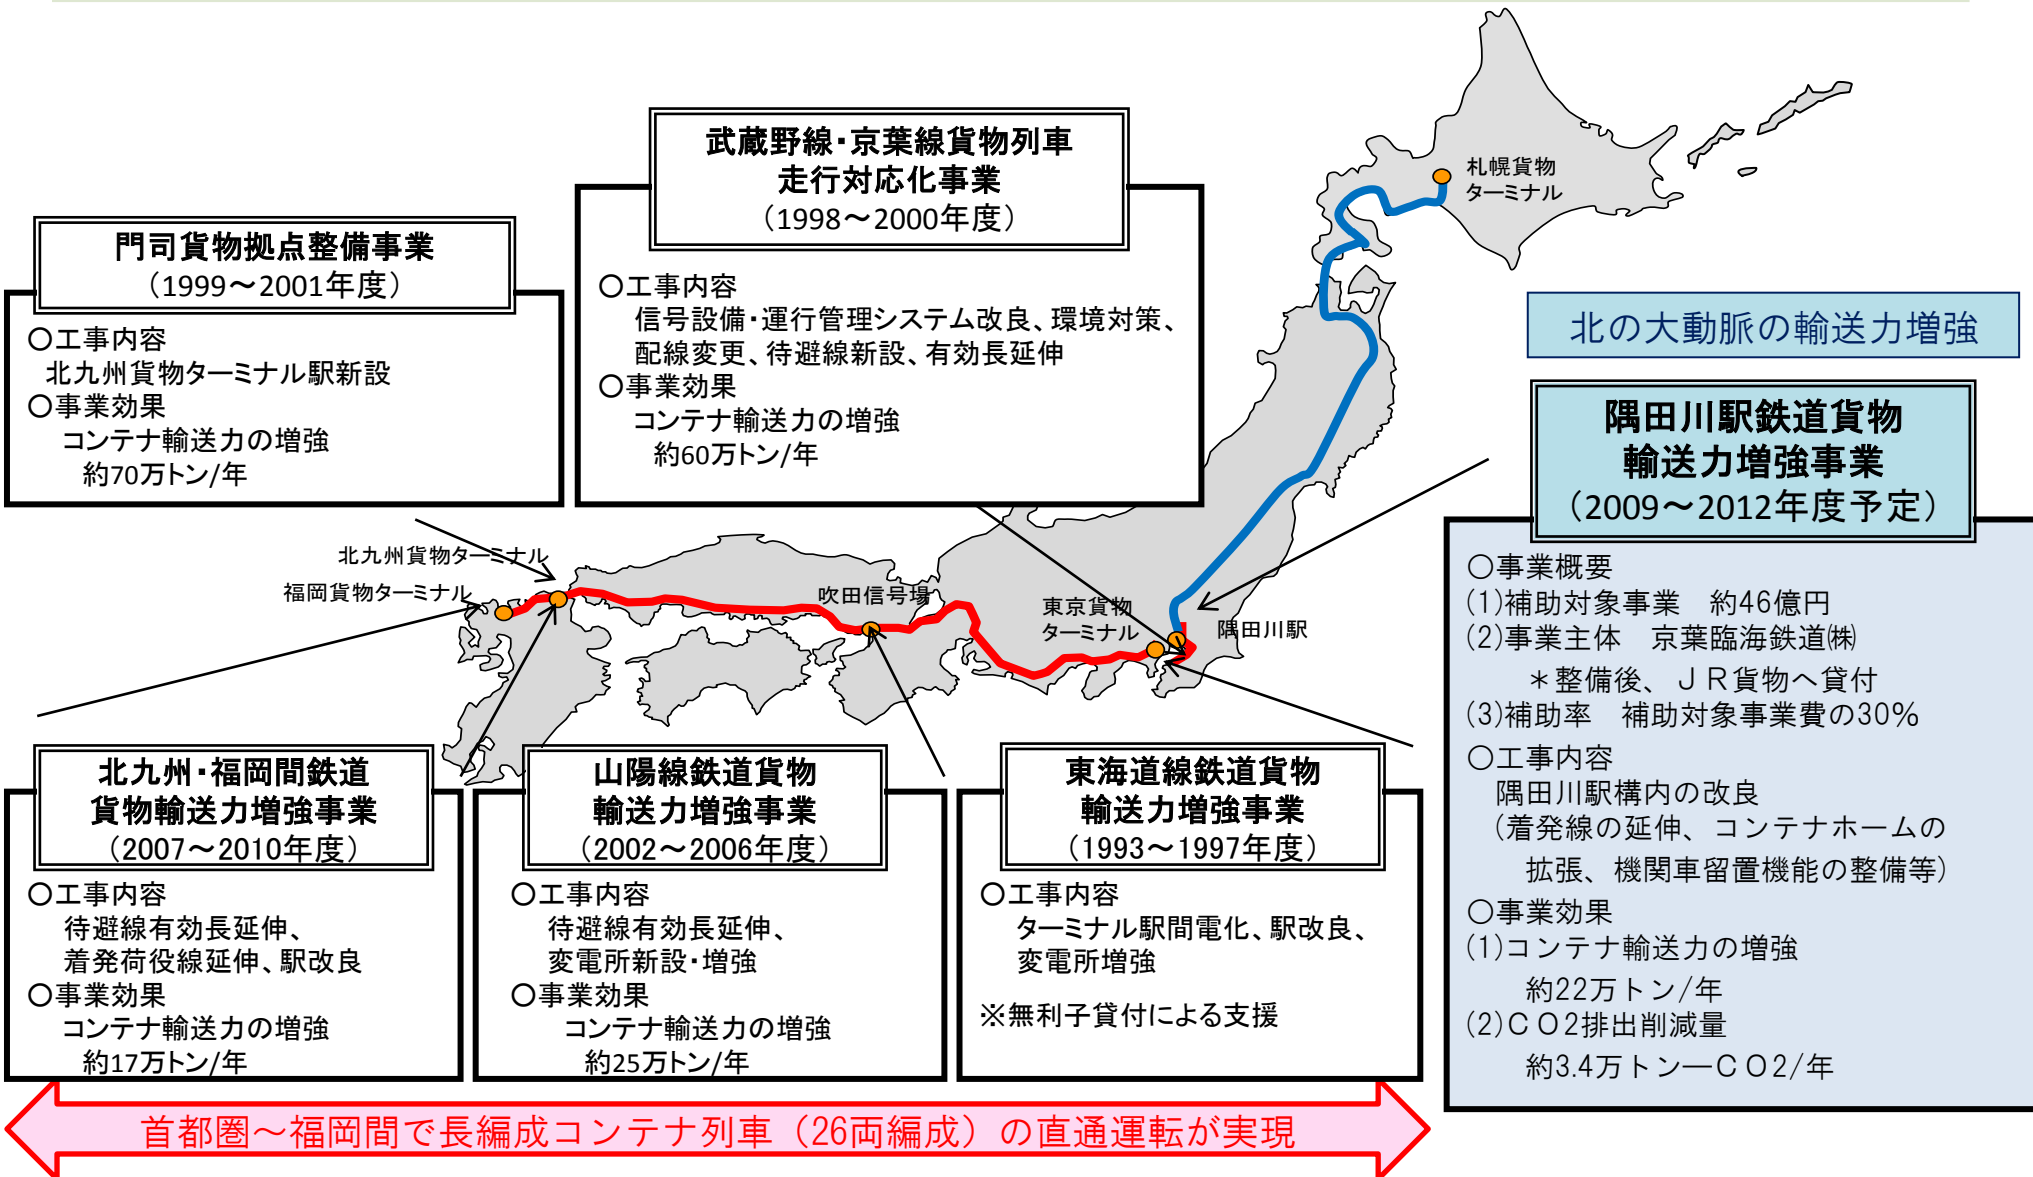 武蔵野線・京葉線貨物列車
走行対応化事業
（1998～2000年度）
○工事内容
信号設備・運行管理システム改良、環境対策、
配線変更、待避線新設、有効長延伸
○事業効果
コンテナ輸送力の増強
約60万トン/年
門司貨物拠点整備事業
（1999～2001年度）
○工事内容
北九州貨物ターミナル駅新設
○事業効果
コンテナ輸送力の増強
約70万トン/年
札幌貨物
ターミナル
北九州貨物ターミナル
福岡貨物ターミナル
吹田信号場
東京貨物
ターミナル
隅田川駅
北の大動脈の輸送力増強
隅田川駅鉄道貨物
輸送力増強事業
（2009～2012年度予定）
○事業概要
(1)補助対象事業　約46億円
(2)事業主体　京葉臨海鉄道㈱
＊整備後、ＪＲ貨物へ貸付
(3)補助率　補助対象事業費の30%
○工事内容
隅田川駅構内の改良
（着発線の延伸、コンテナホームの
拡張、機関車留置機能の整備等）
○事業効果
(1)コンテナ輸送力の増強
約22万トン/年
(2)ＣＯ2排出削減量
約3.4万トン―ＣＯ2/年
北九州・福岡間鉄道
貨物輸送力増強事業
（2007～2010年度）
○工事内容
待避線有効長延伸、
着発荷役線延伸、駅改良
○事業効果
コンテナ輸送力の増強
約17万トン/年
山陽線鉄道貨物
輸送力増強事業
（2002～2006年度）
○工事内容
待避線有効長延伸、
変電所新設・増強
○事業効果
コンテナ輸送力の増強
約25万トン/年
東海道線鉄道貨物
輸送力増強事業
（1993～1997年度）
○工事内容
ターミナル駅間電化、駅改良、
変電所増強
※無利子貸付による支援
首都圏～福岡間で長編成コンテナ列車（26両編成）の直通運転が実現